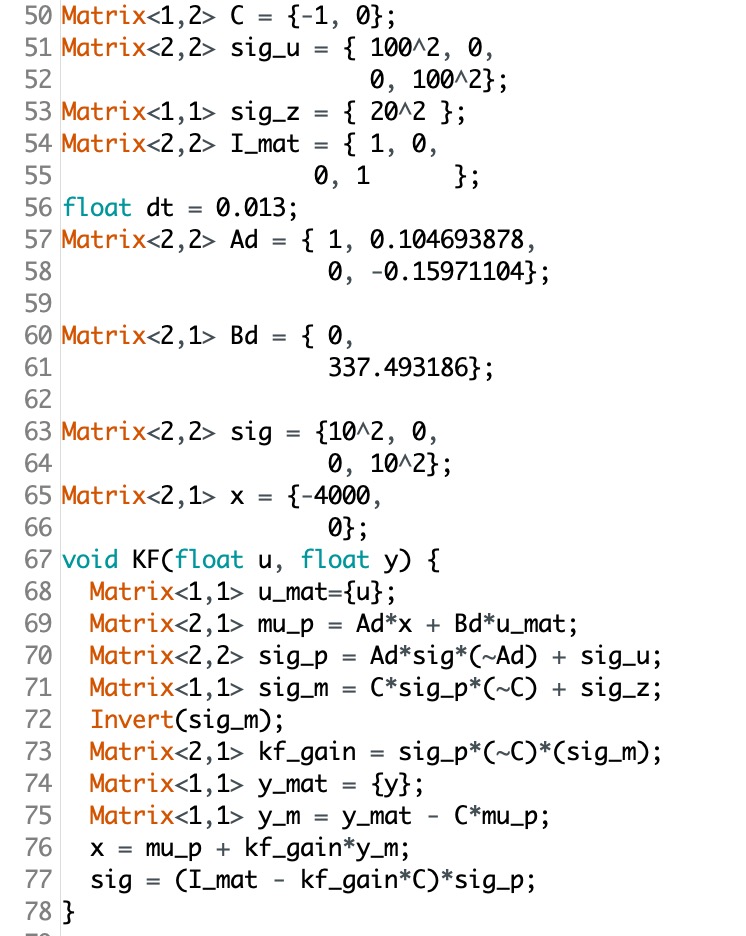 50 Matrix<1,2> C = {-1, 0};
51 Matrix<2,2> sig_u = { 100^2, 0,
52                       0, 100^2};
53 Matrix<1,1> sig_z = { 20^2 };
54 Matrix<2,2> I_mat = { 1, 0,
55                   0, 1      };
56 float dt = 0.013;
57 Matrix<2,2> Ad = { 1, 0.104693878,
58                    0, -0.15971104};
59
60 Matrix<2,1> Bd = { 0,
61                    337.493186};
62
63 Matrix<2,2> sig = {10^2, 0,
64                    0, 10^2};
65 Matrix<2,1> x = {-4000,
66                    0};
67 void KF(float u, float y) {
68   Matrix<1,1> u_mat={u};
69   Matrix<2,1> mu_p = Ad*x + Bd*u_mat;
70   Matrix<2,2> sig_p = Ad*sig*(~Ad) + sig_u;
71   Matrix<1,1> sig_m = C*sig_p*(~C) + sig_z;
72   Invert(sig_m);
73   Matrix<2,1> kf_gain = sig_p*(~C)*(sig_m);
74   Matrix<1,1> y_mat = {y};
75   Matrix<1,1> y_m = y_mat - C*mu_p;
76   x = mu_p + kf_gain*y_m;
77   sig = (I_mat - kf_gain*C)*sig_p;
78 }